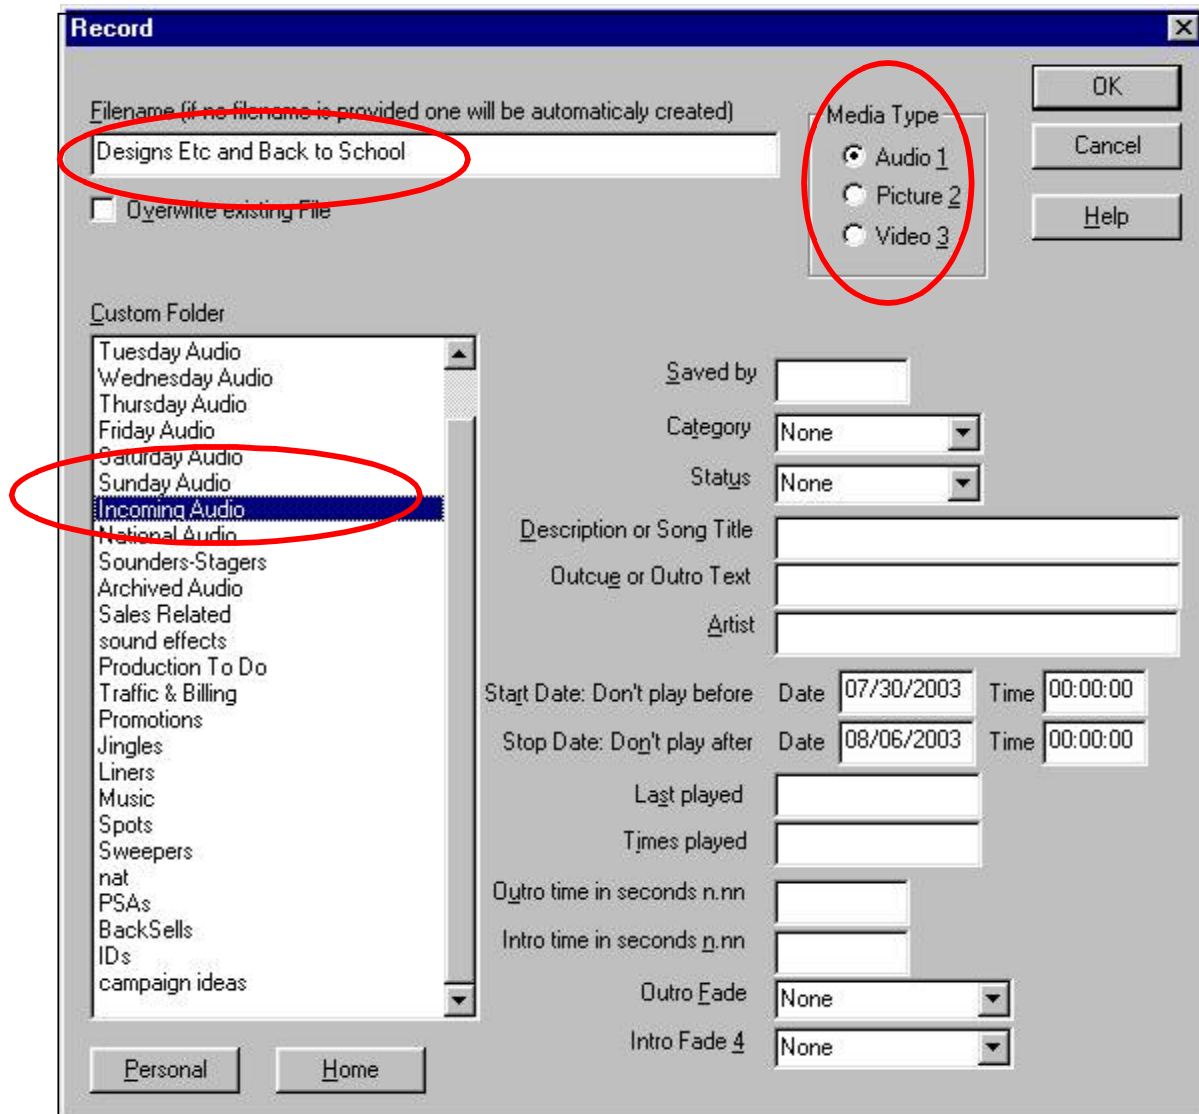 Record
Filename (if no filename is provided one will be automaticaly created)
Designs Etc and Back to School
Overwrite existing File
Media Type
Audio 1
Picture 2
Video 3
OK
Cancel
Help
Custom Folder
Tuesday Audio
Wednesday Audio
Thursday Audio
Friday Audio
Saturday Audio
Sunday Audio
Incoming Audio
National Audio
Sounders-Stagers
Archived Audio
Sales Related
sound effects
Production To Do
Traffic & Billing
Promotions
Jingles
Liners
Music
Spots
Sweepers
nat
PSAs
BackSells
IDs
campaign ideas
Personal Home
Saved by
Category None
Status None
Description or Song Title
Outcue or Outro Text
Artist
Start Date: Don't play before Date 07/30/2003 Time 00:00:00
Stop Date: Don't play after Date 08/06/2003 Time 00:00:00
Last played
Times played
Outro time in seconds n.nn
Intro time in seconds n.nn
Outro Fade None
Intro Fade 4 None